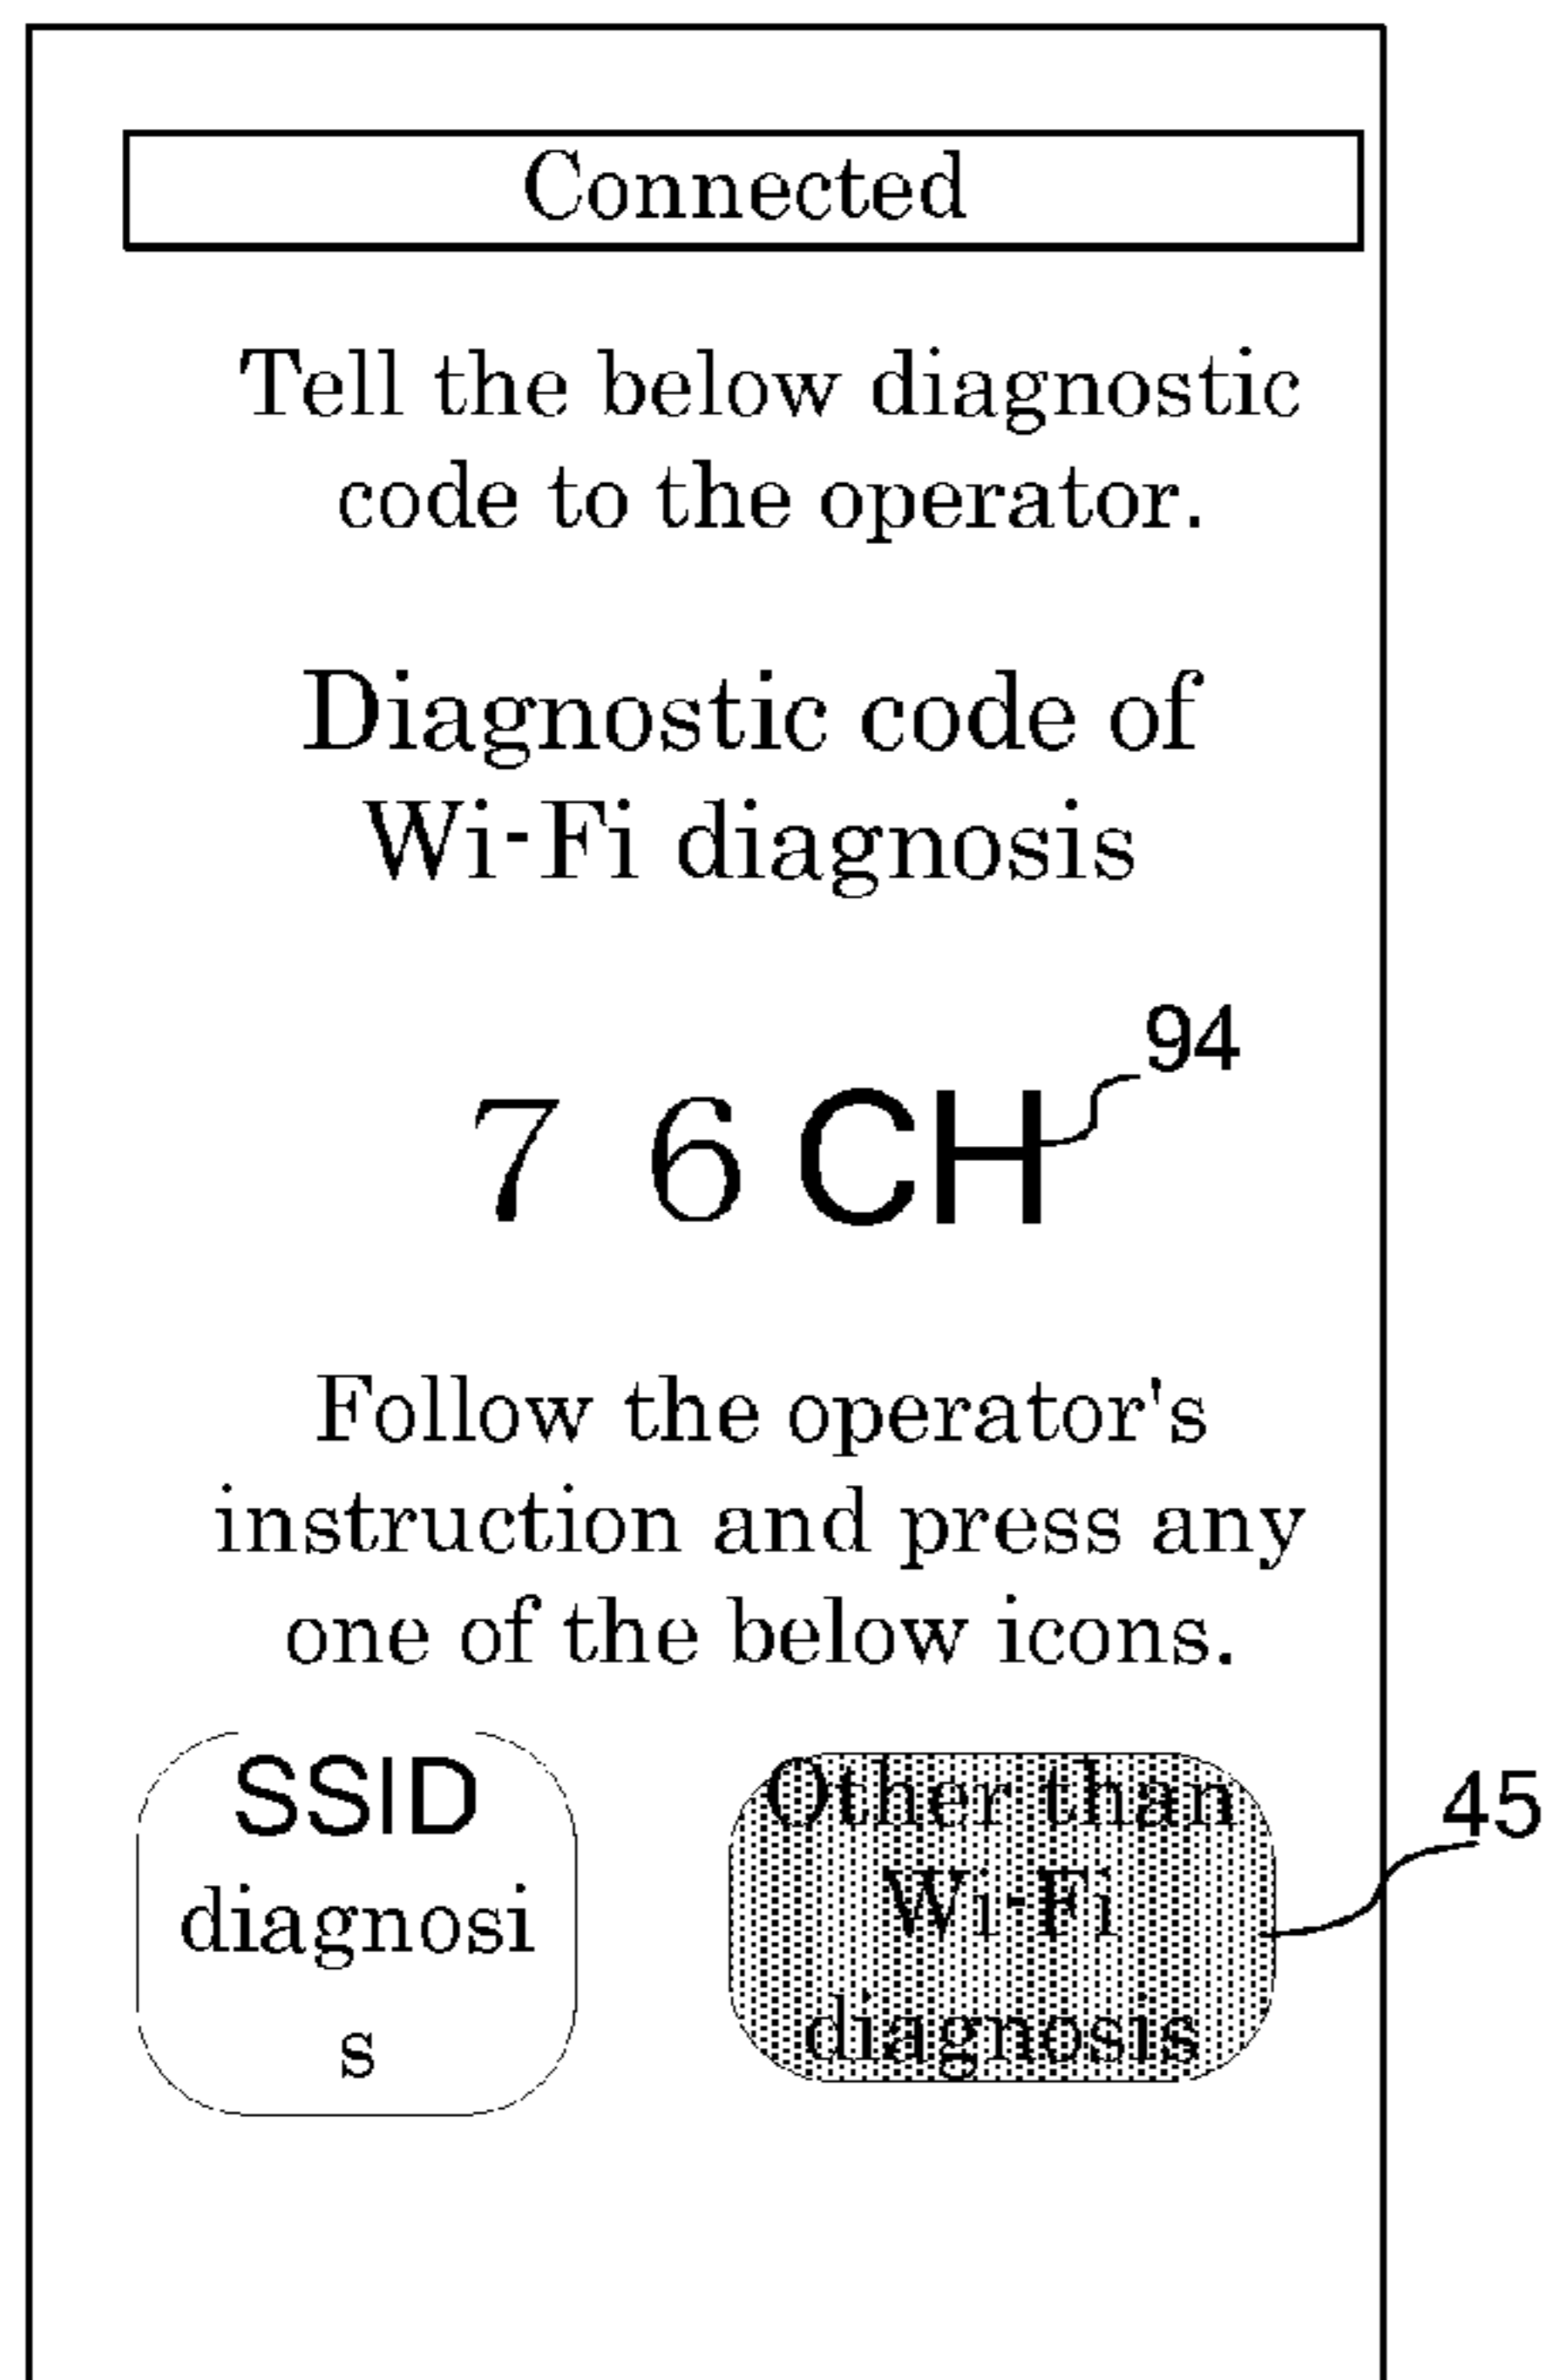 Connected
Tell the below diagnostic
code to the operator.
Diagnostic code of
Wi-Fi diagnosis
94
7 6 CH
Follow the operator's
instruction and press any
one of the below icons.
SSID
diagnosi
s
Other than
Wi-Fi
diagnosis
45